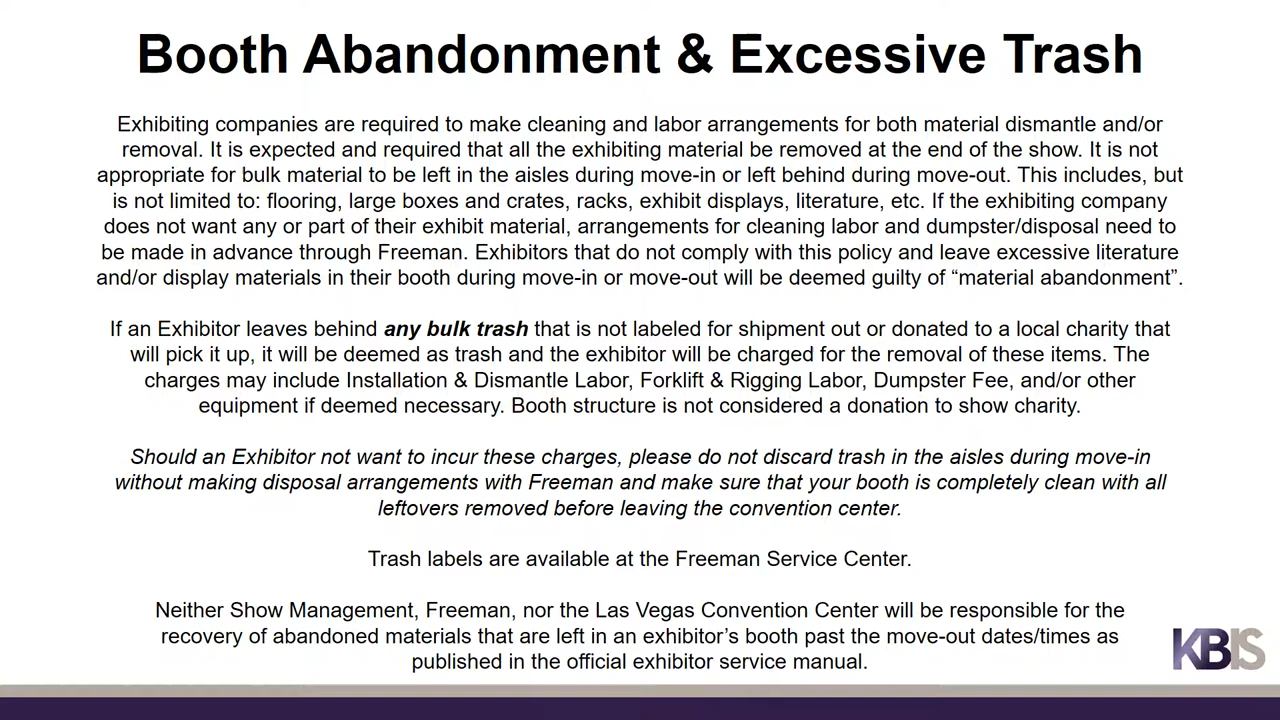 Booth Abandonment & Excessive Trash
Exhibiting companies are required to make cleaning and labor arrangements for both material dismantle and/or
removal. It is expected and required that all the exhibiting material be removed at the end of the show. It is not
appropriate for bulk material to be left in the aisles during move-in or left behind during move-out. This includes, but
is not limited to: flooring, large boxes and crates, racks, exhibit displays, literature, etc. If the exhibiting company
does not want any or part of their exhibit material, arrangements for cleaning labor and dumpster/disposal need to
be made in advance through Freeman. Exhibitors that do not comply with this policy and leave excessive literature
and/or display materials in their booth during move-in or move-out will be deemed guilty of “material abandonment”.
If an Exhibitor leaves behind any bulk trash that is not labeled for shipment out or donated to a local charity that
will pick it up, it will be deemed as trash and the exhibitor will be charged for the removal of these items. The
charges may include Installation & Dismantle Labor, Forklift & Rigging Labor, Dumpster Fee, and/or other
equipment if deemed necessary. Booth structure is not considered a donation to show charity.
Should an Exhibitor not want to incur these charges, please do not discard trash in the aisles during move-in
without making disposal arrangements with Freeman and make sure that your booth is completely clean with all
leftovers removed before leaving the convention center.
Trash labels are available at the Freeman Service Center.
Neither Show Management, Freeman, nor the Las Vegas Convention Center will be responsible for the
recovery of abandoned materials that are left in an exhibitor’s booth past the move-out dates/times as
published in the official exhibitor service manual.
KBIS